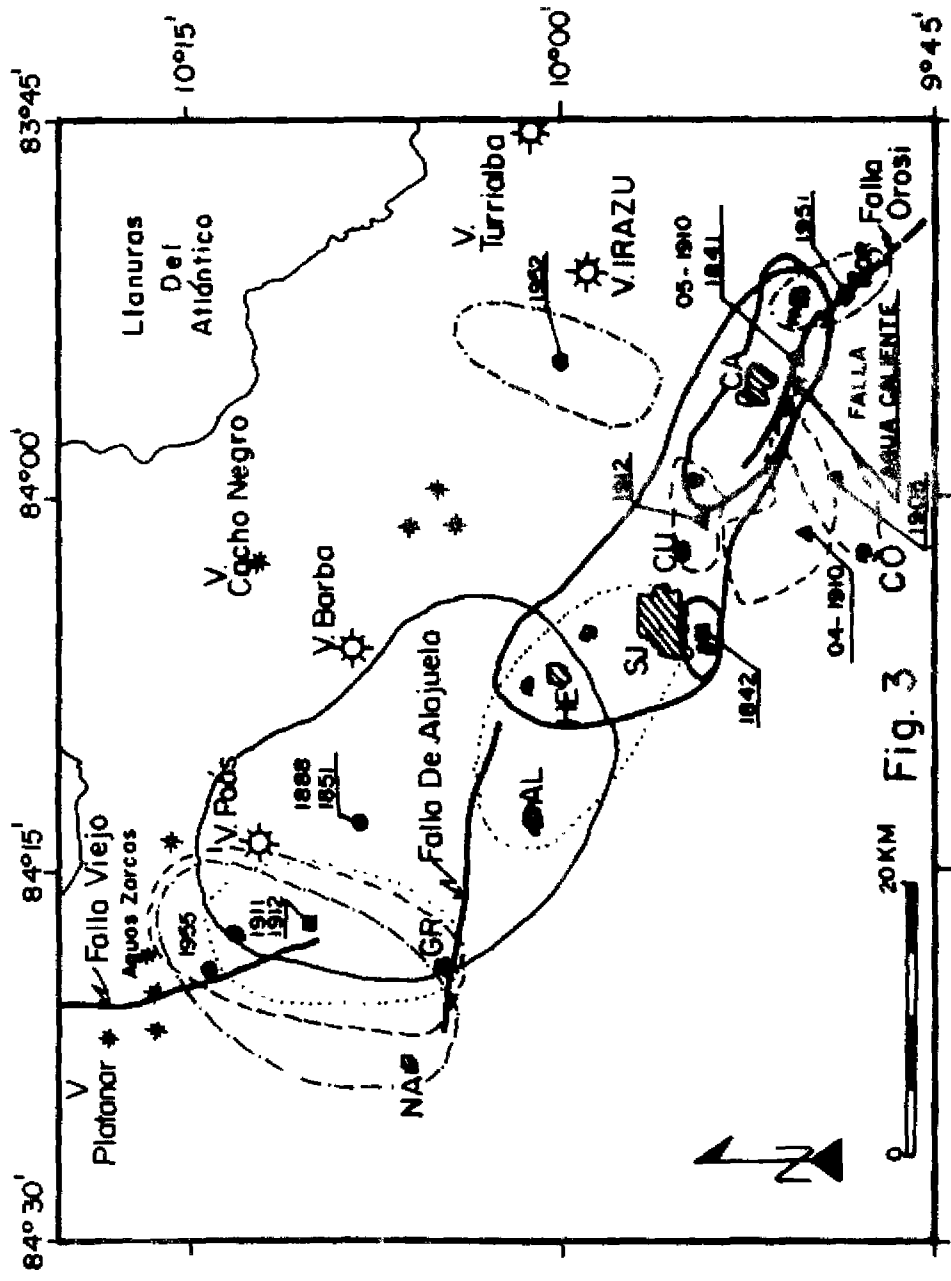 84°30'
84°15'
84°00'
83°45'
10°15'
10°00'
9°45'
V
Platanar
Falla Viejo
Aguas Zarcas
1955
1911
1912
V. Poás
1888
1851
V. Barba
V.
Cacho Negro
Llanuras
Del
Atlántico
V.
Turrialba
V. IRAZU
1952
NA
GR
Falla De Alajuela
AL
HE
SJ
CU
1912
CA
05-1910
1841
1951
OR
Falla
Orosi
FALLA
AGUA CALIENTE
CO
04-1910
1842
N
0
20 KM
Fig. 3